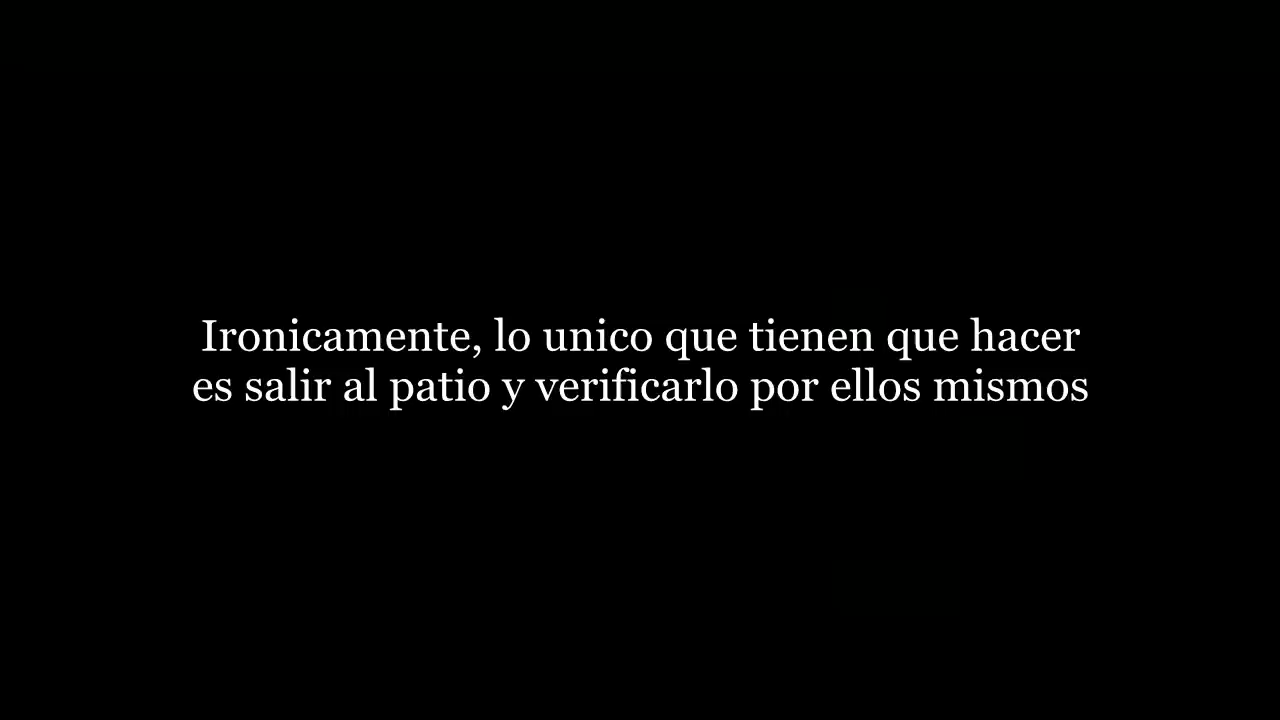 Ironicamente, lo unico que tienen que hacer
es salir al patio y verificarlo por ellos mismos